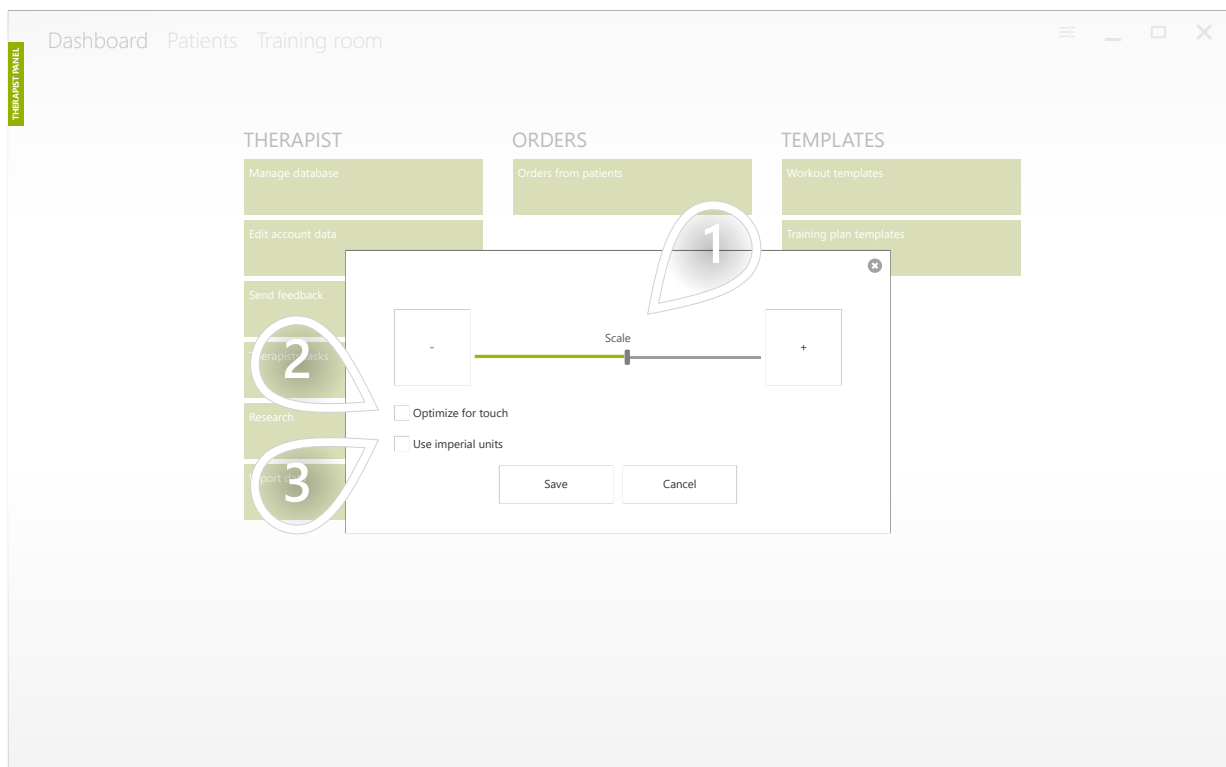 Dashboard Patients Training room
THERAPIST PANEL
THERAPIST ORDERS TEMPLATES
Manage database Orders from patients Workout templates
Edit account data 1 Training plan templates
Send feedback
Scale
- +
2
tasks
Optimize for touch
Research
Use imperial units
3
Save Cancel